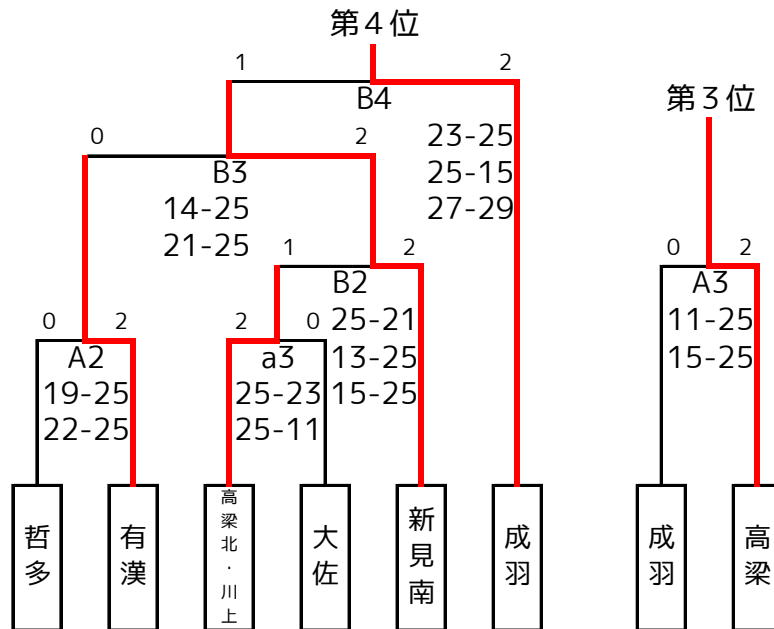 第４位
1
2
B4
23-25
25-15
27-29
第３位
0
2
B3
14-25
21-25
1
2
B2
25-21
13-25
15-25
0
2
A3
11-25
15-25
0
2
A2
19-25
22-25
2
0
a3
25-23
25-11
哲多
有漢
高梁北・川上
大佐
新見南
成羽
成羽
高梁